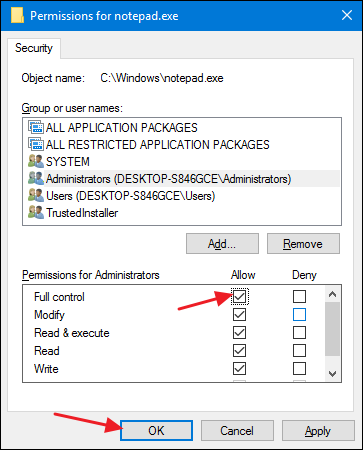 Permissions for notepad.exe
Security
Object name: C:\Windows\notepad.exe
Group or user names:
ALL APPLICATION PACKAGES
ALL RESTRICTED APPLICATION PACKAGES
SYSTEM
Administrators (DESKTOP-S846GCE\Administrators)
Users (DESKTOP-S846GCE\Users)
TrustedInstaller
Add... Remove
Permissions for Administrators Allow Deny
Full control
Modify
Read & execute
Read
Write
OK Cancel Apply